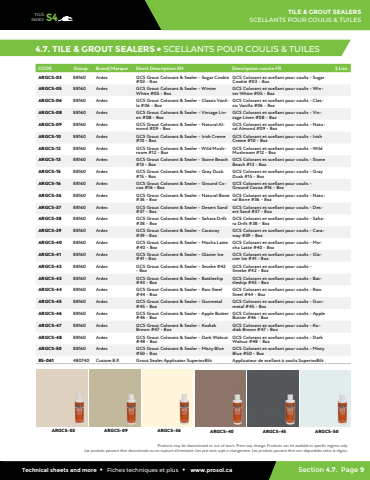 TO/À
INDEX S4
TILE & GROUT SEALERS
SCELLANTS POUR COULIS & TUILES
4.7. TILE & GROUT SEALERS • SCELLANTS POUR COULIS & TUILES
CODE Group. Brand/Marque Short Description EN Description courte FR $ Liss.
ARGCS-03 BB160 Ardex GCS Grout Colorant & Sealer - Sugar Cookie #03 - 8oz GCS Colorant et scellant pour coulis - Sugar Cookie #03 - 8oz
ARGCS-05 BB160 Ardex GCS Grout Colorant & Sealer - Winter White #05 - 8oz GCS Colorant et scellant pour coulis - Winter White #05 - 8oz
ARGCS-06 BB160 Ardex GCS Grout Colorant & Sealer - Classic Vanilla #06 - 8oz GCS Colorant et scellant pour coulis - Classic Vanilla #06 - 8oz
ARGCS-08 BB160 Ardex GCS Grout Colorant & Sealer - Vintage Linen #08 - 8oz GCS Colorant et scellant pour coulis - Vintage Linen #08 - 8oz
ARGCS-09 BB160 Ardex GCS Grout Colorant & Sealer - Natural Almond #09 - 8oz GCS Colorant et scellant pour coulis - Natural Almond #09 - 8oz
ARGCS-10 BB160 Ardex GCS Grout Colorant & Sealer - Irish Creme #10 - 8oz GCS Colorant et scellant pour coulis - Irish Creme #10 - 8oz
ARGCS-12 BB160 Ardex GCS Grout Colorant & Sealer - Wild Mushroom #12 - 8oz GCS Colorant et scellant pour coulis - Wild Mushroom #12 - 8oz
ARGCS-13 BB160 Ardex GCS Grout Colorant & Sealer - Stone Beach #13 - 8oz GCS Colorant et scellant pour coulis - Stone Beach #13 - 8oz
ARGCS-15 BB160 Ardex GCS Grout Colorant & Sealer - Gray Dusk #15 - 8oz GCS Colorant et scellant pour coulis - Gray Dusk #15 - 8oz
ARGCS-16 BB160 Ardex GCS Grout Colorant & Sealer - Ground Cocoa #16 - 8oz GCS Colorant et scellant pour coulis - Ground Cocoa #16 - 8oz
ARGCS-36 BB160 Ardex GCS Grout Colorant & Sealer - Natural Bone #36 - 8oz GCS Colorant et scellant pour coulis - Natural Bone #36 - 8oz
ARGCS-37 BB160 Ardex GCS Grout Colorant & Sealer - Desert Sand #37 - 8oz GCS Colorant et scellant pour coulis - Desert Sand #37 - 8oz
ARGCS-38 BB160 Ardex GCS Grout Colorant & Sealer - Sahara Drift #38 - 8oz GCS Colorant et scellant pour coulis - Sahara Drift #38 - 8oz
ARGCS-39 BB160 Ardex GCS Grout Colorant & Sealer - Caraway #39 - 8oz GCS Colorant et scellant pour coulis - Caraway #39 - 8oz
ARGCS-40 BB160 Ardex GCS Grout Colorant & Sealer - Mocha Latte #40 - 8oz GCS Colorant et scellant pour coulis - Mocha Latte #40 - 8oz
ARGCS-41 BB160 Ardex GCS Grout Colorant & Sealer - Glacier Ice #41 - 8oz GCS Colorant et scellant pour coulis - Glacier Ice #41 - 8oz
ARGCS-42 BB160 Ardex GCS Grout Colorant & Sealer - Smoke #42 - 8oz GCS Colorant et scellant pour coulis - Smoke #42 - 8oz
ARGCS-43 BB160 Ardex GCS Grout Colorant & Sealer - Battleship #43 - 8oz GCS Colorant et scellant pour coulis - Battleship #43 - 8oz
ARGCS-44 BB160 Ardex GCS Grout Colorant & Sealer - Raw Steel #44 - 8oz GCS Colorant et scellant pour coulis - Raw Steel #44 - 8oz
ARGCS-45 BB160 Ardex GCS Grout Colorant & Sealer - Gunmetal #45 - 8oz GCS Colorant et scellant pour coulis - Gunmetal #45 - 8oz
ARGCS-46 BB160 Ardex GCS Grout Colorant & Sealer - Apple Butter #46 - 8oz GCS Colorant et scellant pour coulis - Apple Butter #46 - 8oz
ARGCS-47 BB160 Ardex GCS Grout Colorant & Sealer - Kodiak Brown #47 - 8oz GCS Colorant et scellant pour coulis - Kodiak Brown #47 - 8oz
ARGCS-48 BB160 Ardex GCS Grout Colorant & Sealer - Dark Walnut #48 - 8oz GCS Colorant et scellant pour coulis - Dark Walnut #48 - 8oz
ARGCS-50 BB160 Ardex GCS Grout Colorant & Sealer - Misty Blue #50 - 8oz GCS Colorant et scellant pour coulis - Misty Blue #50 - 8oz
85-061 480740 Custom B.P. Grout Sealer Applicator SuperiorBilt Applicateur de scellant à coulis SuperiorBilt
ARGCS-03 ARGCS-09 ARGCS-36 ARGCS-40 ARGCS-45 ARGCS-50
Products may be discontinued or out of stock. Price may change. Products can be available in specific regions only.
Les produits peuvent être discontinués ou en rupture d'inventaire. Les prix sont sujet à changement. Les produits peuvent être non disponibles selon la région.
Technical sheets and more • Fiches techniques et plus • www.prosol.ca
Section 4.7. Page 9